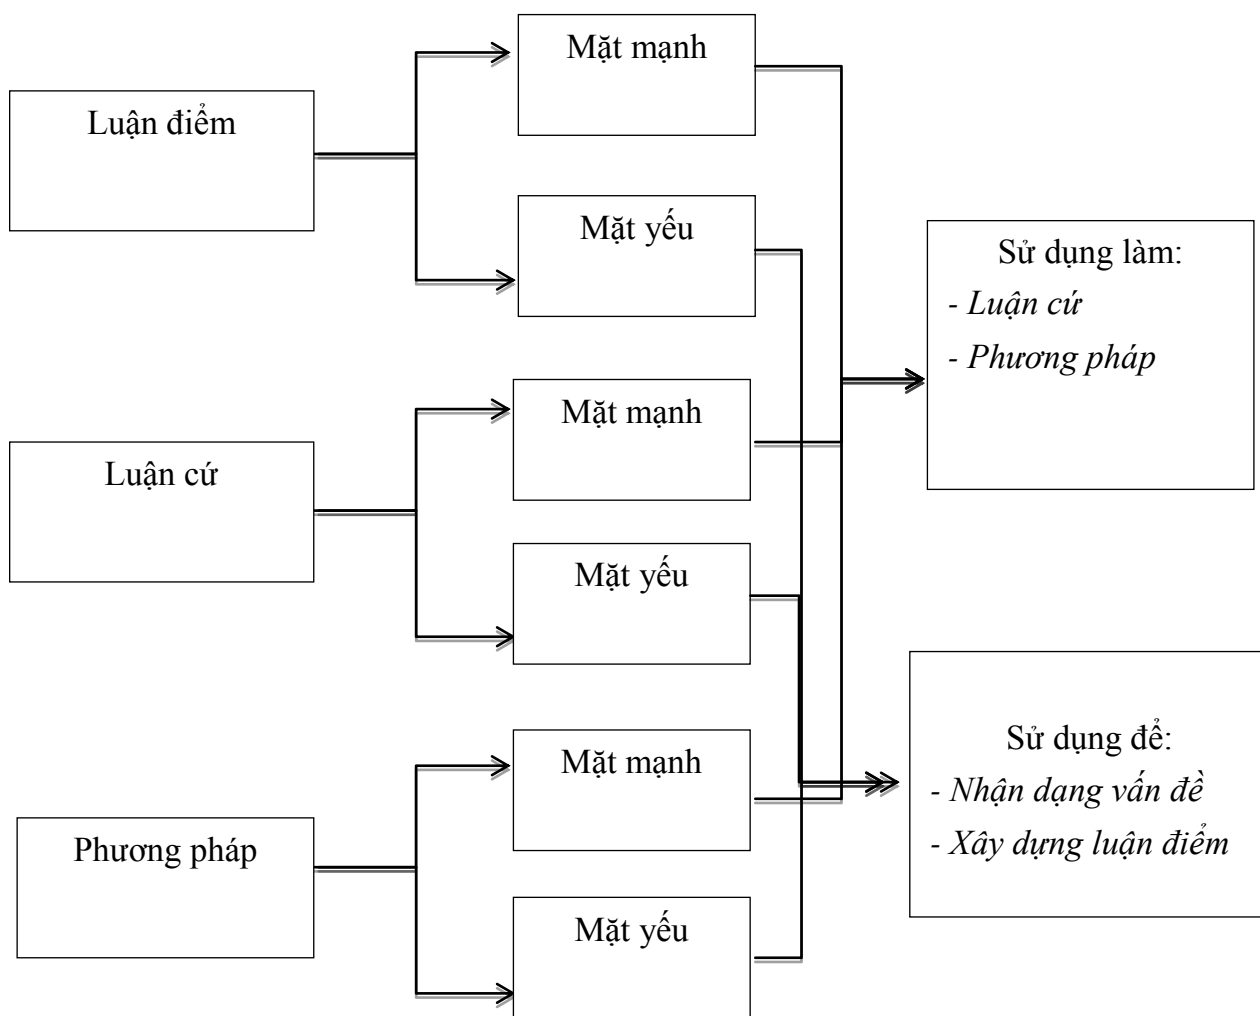 Luận điểm
Mặt mạnh
Mặt yếu
Luận cứ
Mặt mạnh
Mặt yếu
Phương pháp
Mặt mạnh
Mặt yếu
Sử dụng làm:
- Luận cứ
- Phương pháp
Sử dụng để:
- Nhận dạng vấn đề
- Xây dựng luận điểm